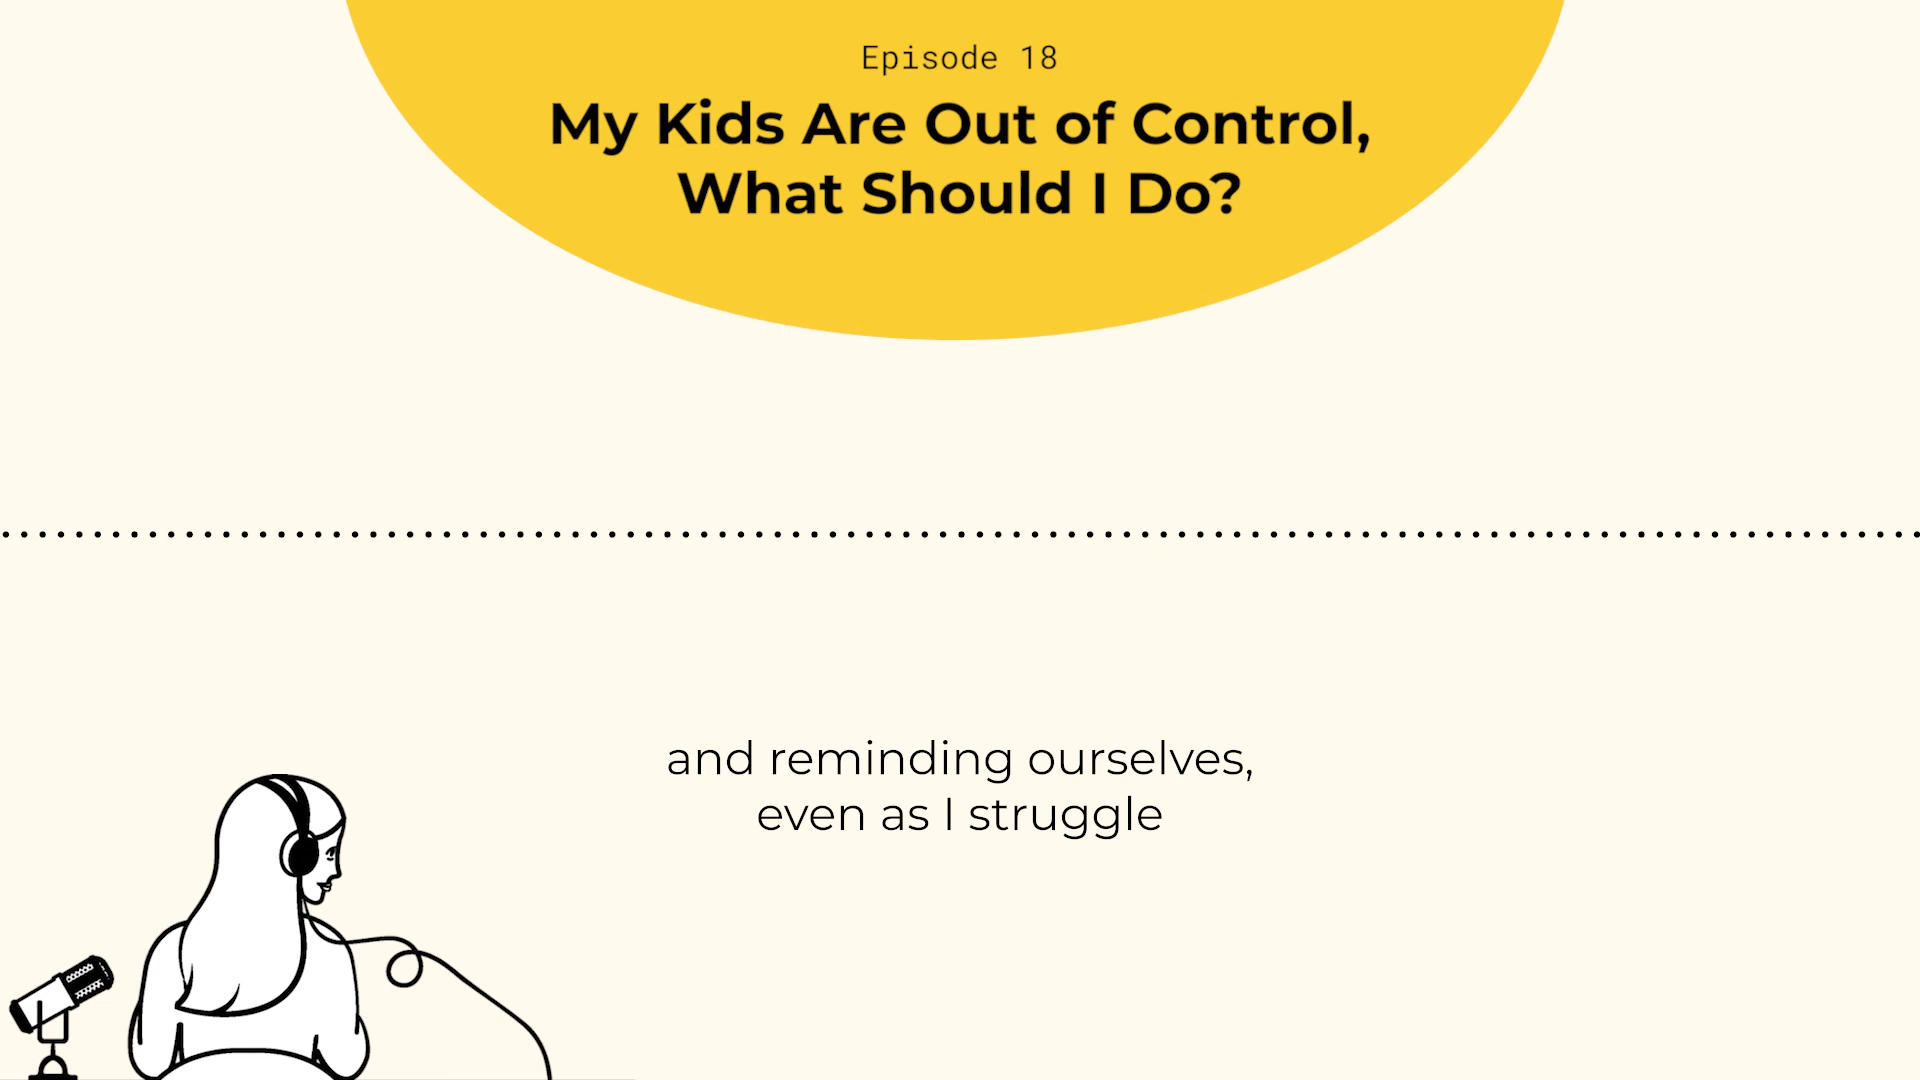 Episode 18
My Kids Are Out of Control,
What Should I Do?
and reminding ourselves,
even as I struggle